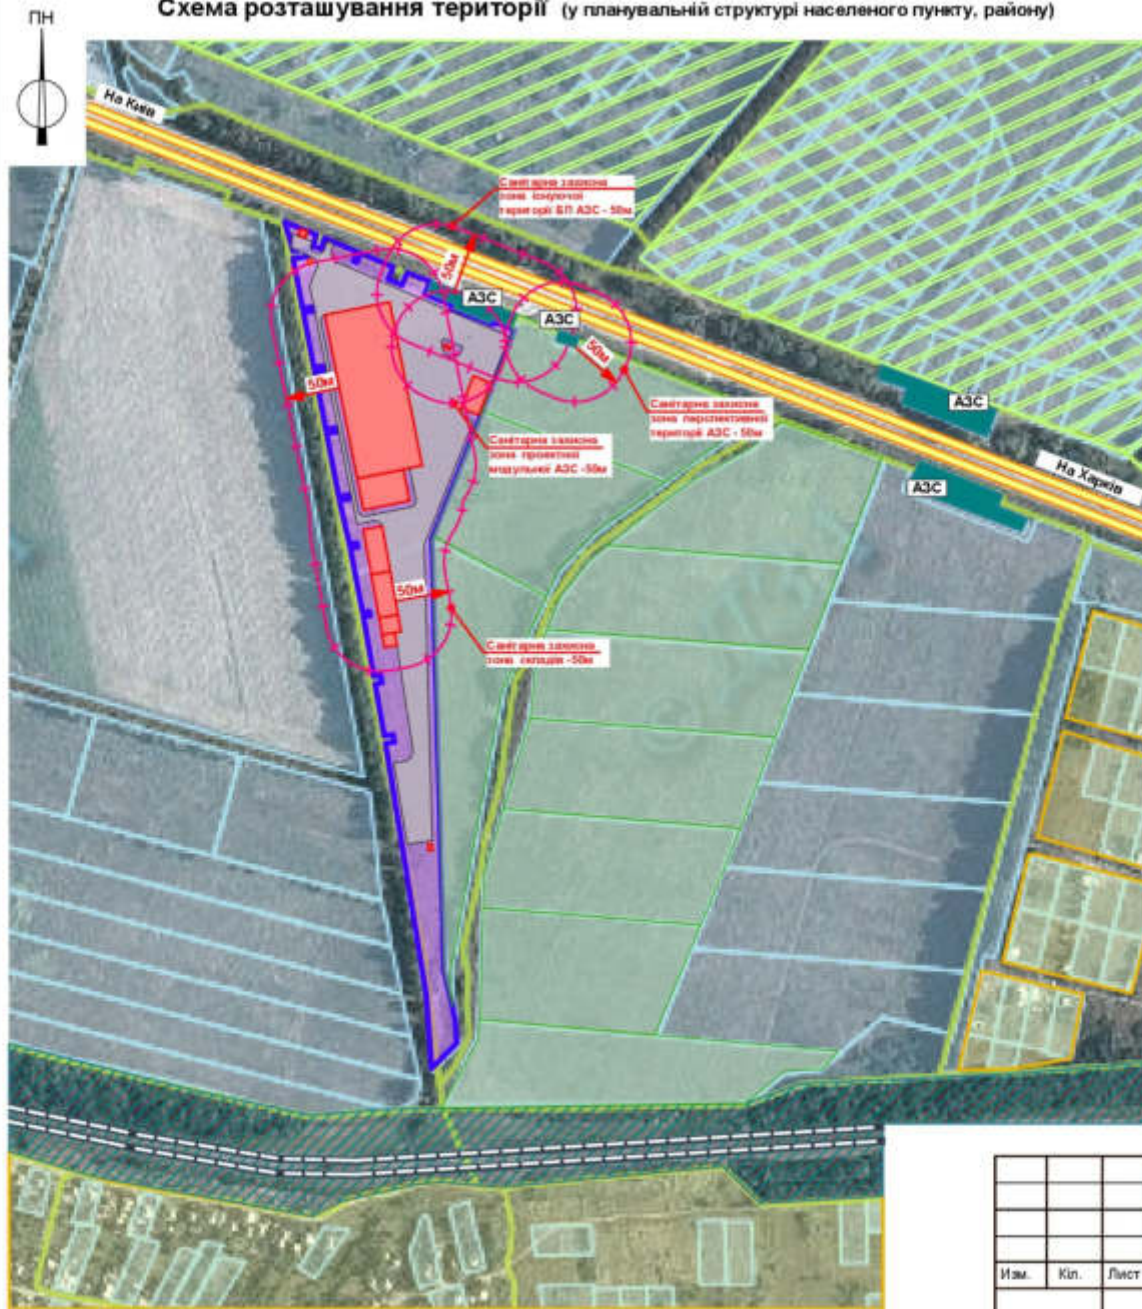 Схема розташування території (у планувальній структурі населеного пункту, району)
ПН
На Київ
Санітарна захисна
зона існуючої
території БП АЗС - 50м
50м
АЗС
АЗС
50м
50м
АЗС
Санітарна захисна
зона перспективної
території АЗС - 50м
Санітарна захисна
зона проектної
модульної АЗС -50м
На Харків
АЗС
50м
Санітарна захисна
зона складів -50м
Изм.
Кіл.
Лист